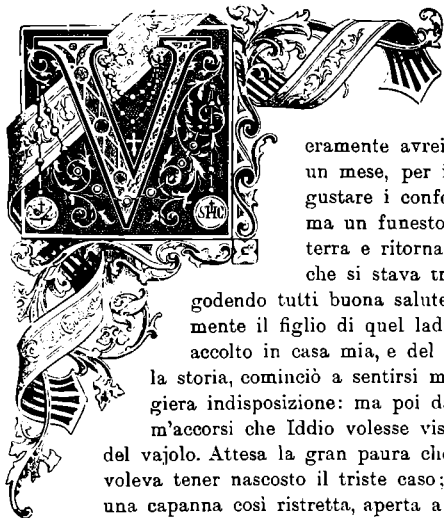 Veramente avrei
un mese, per i
gustare i confe
ma un funesto
terra e ritorna
che si stava tr
godendo tutti buona salute
mente il figlio di quel lad
accolto in casa mia, e del
la storia, cominciò a sentirsi m
giera indisposizione: ma poi d
m'accorsi che Iddio volesse vis
del vajolo. Attesa la gran paura che
voleva tener nascosto il triste caso;
una capanna così ristretta, aperta a